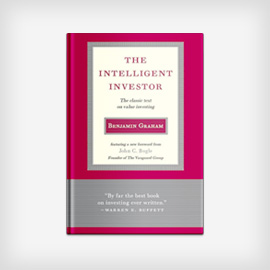 THE
INTELLIGENT
INVESTOR
The classic text
on value investing
BENJAMIN GRAHAM
featuring a new foreword from
John C. Bogle
Founder of The Vanguard Group
"By far the best book
on investing ever written."
—WARREN E. BUFFETT